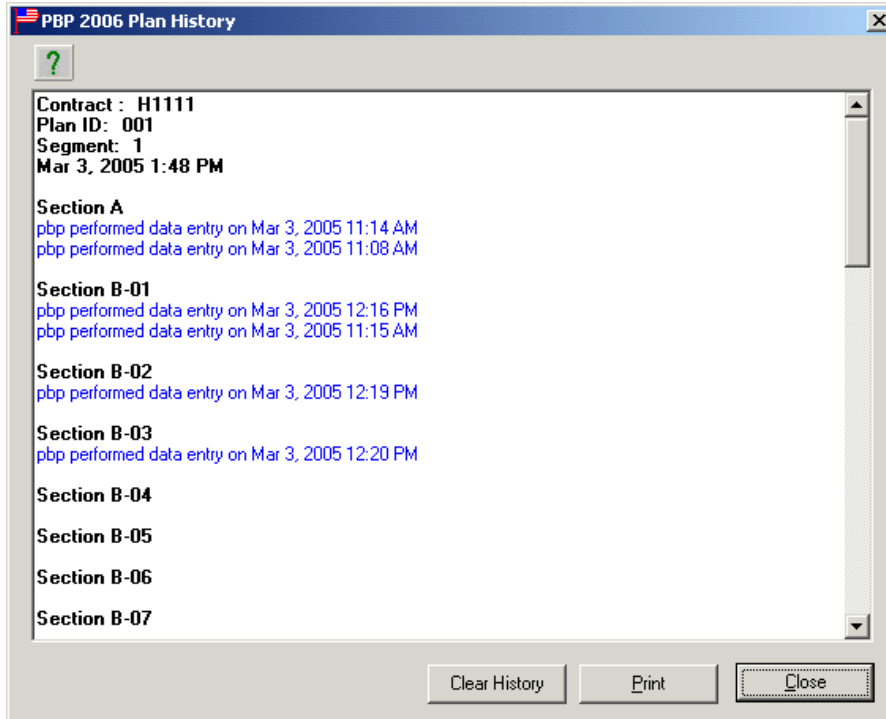 PBP 2006 Plan History
?
Contract : H1111
Plan ID: 001
Segment: 1
Mar 3, 2005 1:48 PM
Section A
pbp performed data entry on Mar 3, 2005 11:14 AM
pbp performed data entry on Mar 3, 2005 11:08 AM
Section B-01
pbp performed data entry on Mar 3, 2005 12:16 PM
pbp performed data entry on Mar 3, 2005 11:15 AM
Section B-02
pbp performed data entry on Mar 3, 2005 12:19 PM
Section B-03
pbp performed data entry on Mar 3, 2005 12:20 PM
Section B-04
Section B-05
Section B-06
Section B-07
Clear History Print Close